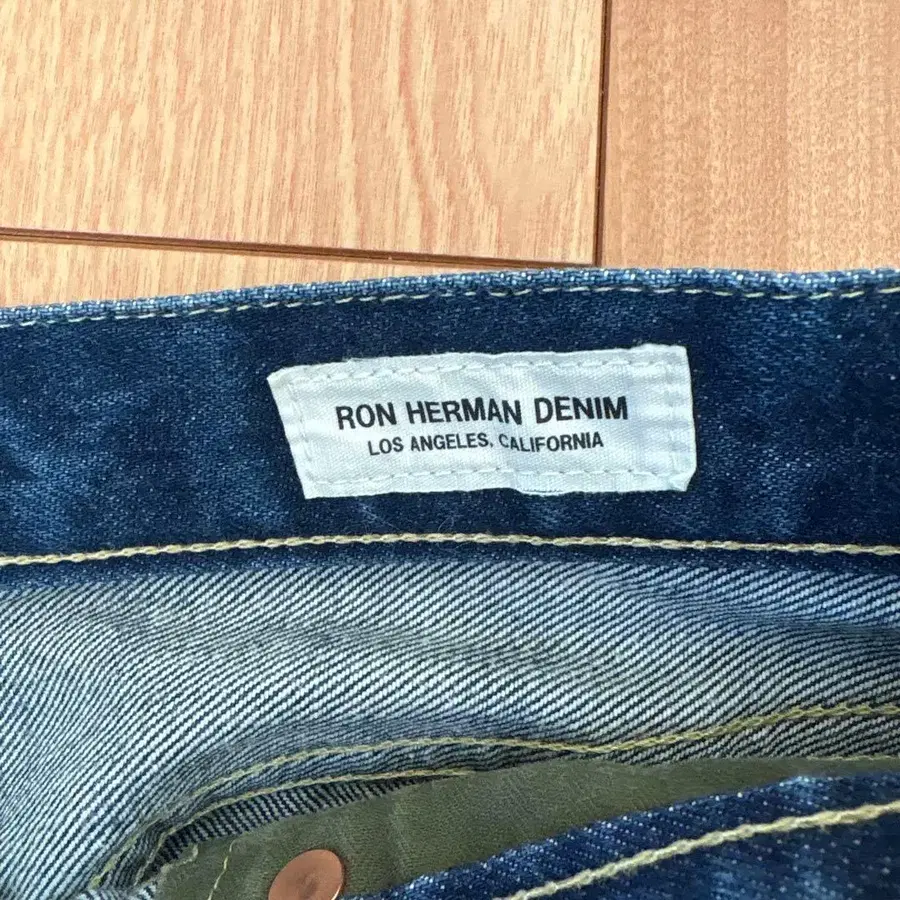 RON HERMAN DENIM
LOS ANGELES, CALIFORNIA